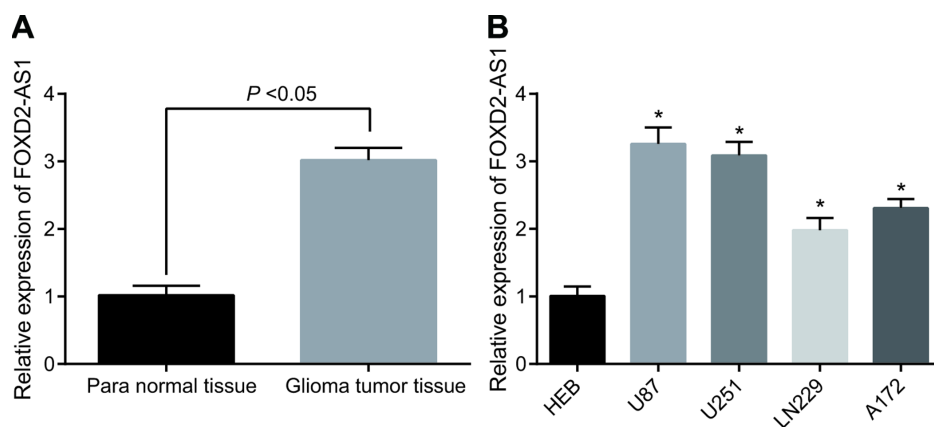 A
Relative expression of FOXD2-AS1
4
3
2
1
0
P <0.05
Para normal tissue
Glioma tumor tissue
B
Relative expression of FOXD2-AS1
4
3
2
1
0
*
*
*
*
HEB
U87
U251
LN229
A172